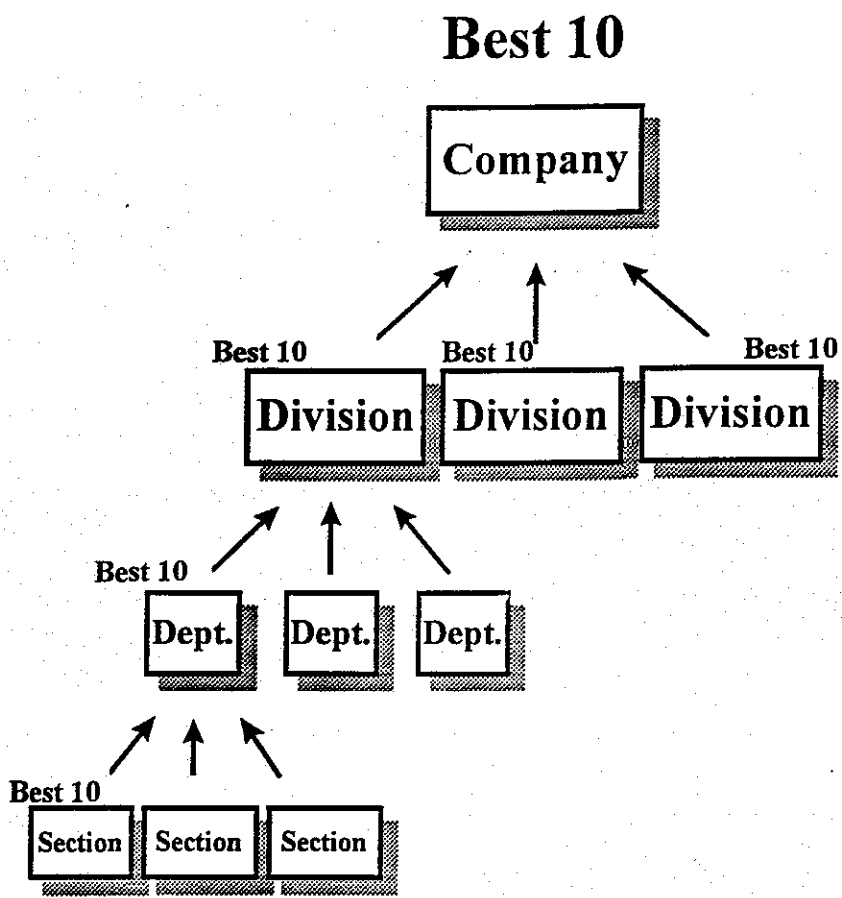 Best 10
Company
Best 10 Best 10 Best 10
Division Division Division
Best 10
Dept. Dept. Dept.
Best 10
Section Section Section